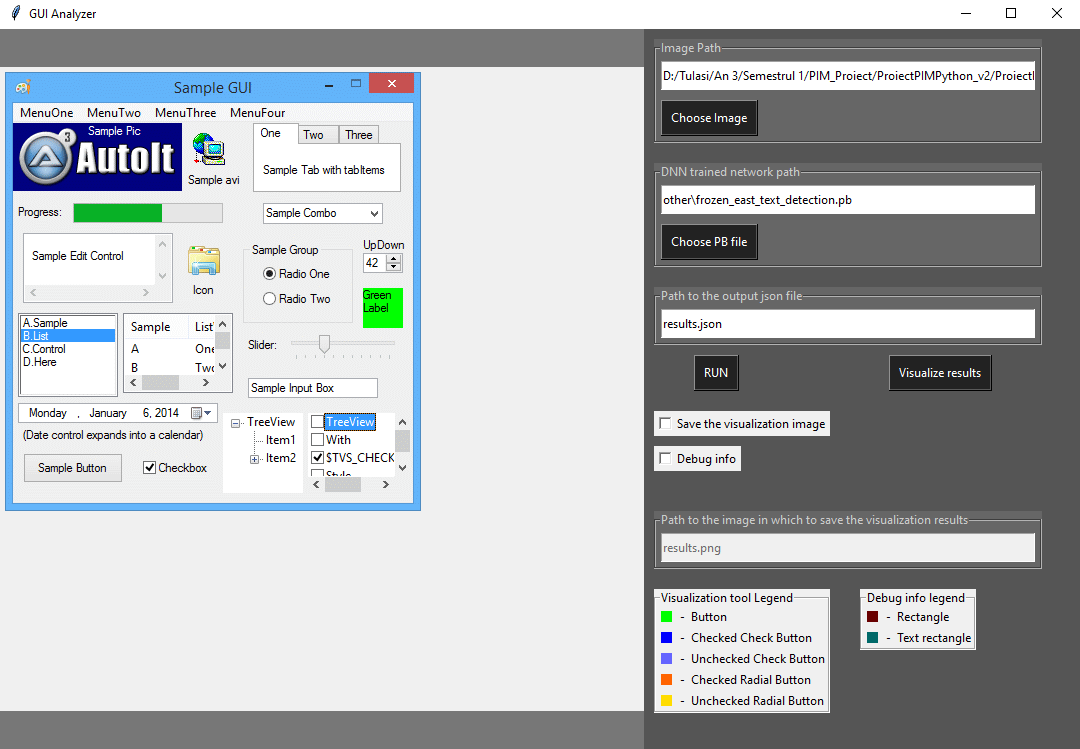 GUI Analyzer
Sample GUI
MenuOne MenuTwo MenuThree MenuFour
Sample Pic
3
AutoIt
Sample avi
One Two Three
Sample Tab with tabItems
Progress:
Sample Combo
Sample Edit Control
Icon
Sample Group
Radio One
Radio Two
UpDown
42
Green
Label
A.Sample
B.List
C.Control
D.Here
Sample List
A One
B Two
Slider:
Sample Input Box
Monday , January 6, 2014
(Date control expands into a calendar)
Sample Button
Checkbox
TreeView
Item1
Item2
TreeView
With
$TVS_CHECK
Style
Image Path
D:/Tulasi/An 3/Semestrul 1/PIM_Proiect/ProiectPIMPython_v2/Proiectl
Choose Image
DNN trained network path
other\frozen_east_text_detection.pb
Choose PB file
Path to the output json file
results.json
RUN
Visualize results
Save the visualization image
Debug info
Path to the image in which to save the visualization results
results.png
Visualization tool Legend
- Button
- Checked Check Button
- Unchecked Check Button
- Checked Radial Button
- Unchecked Radial Button
Debug info legend
- Rectangle
- Text rectangle